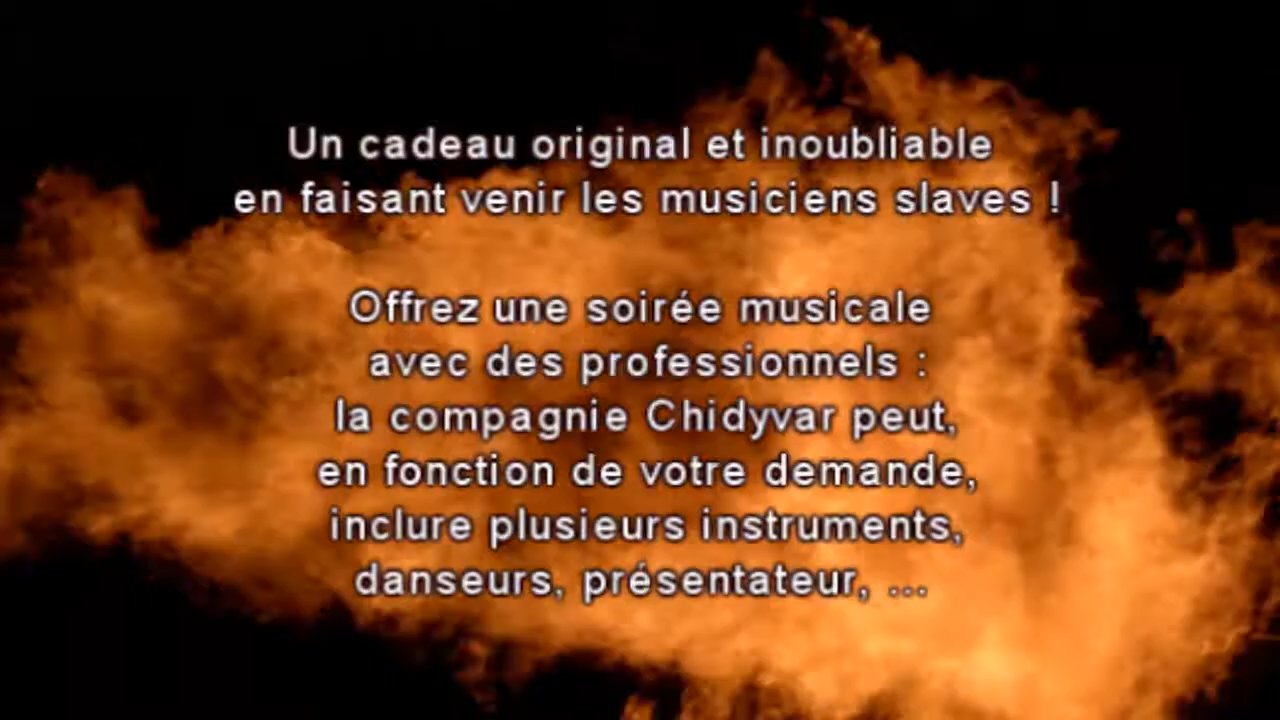 Un cadeau original et inoubliable
en faisant venir les musiciens slaves !
Offrez une soirée musicale
avec des professionnels :
la compagnie Chidyvar peut,
en fonction de votre demande,
inclure plusieurs instruments,
danseurs, présentateur, ...